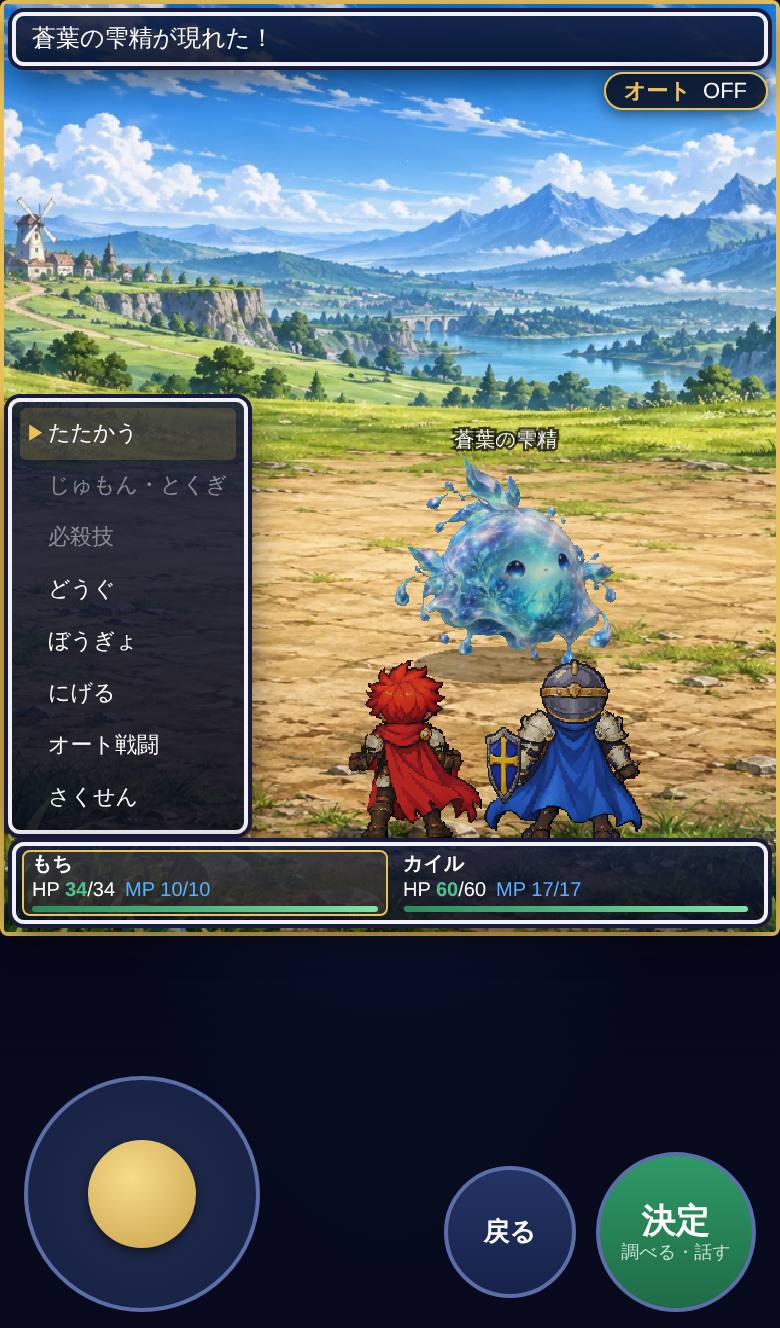 蒼葉の雫精が現れた！
オート OFF
蒼葉の雫精
▶たたかう
じゅもん・とくぎ
必殺技
どうぐ
ぼうぎょ
にげる
オート戦闘
さくせん
もち
HP 34/34 MP 10/10
カイル
HP 60/60 MP 17/17
戻る
決定
調べる・話す